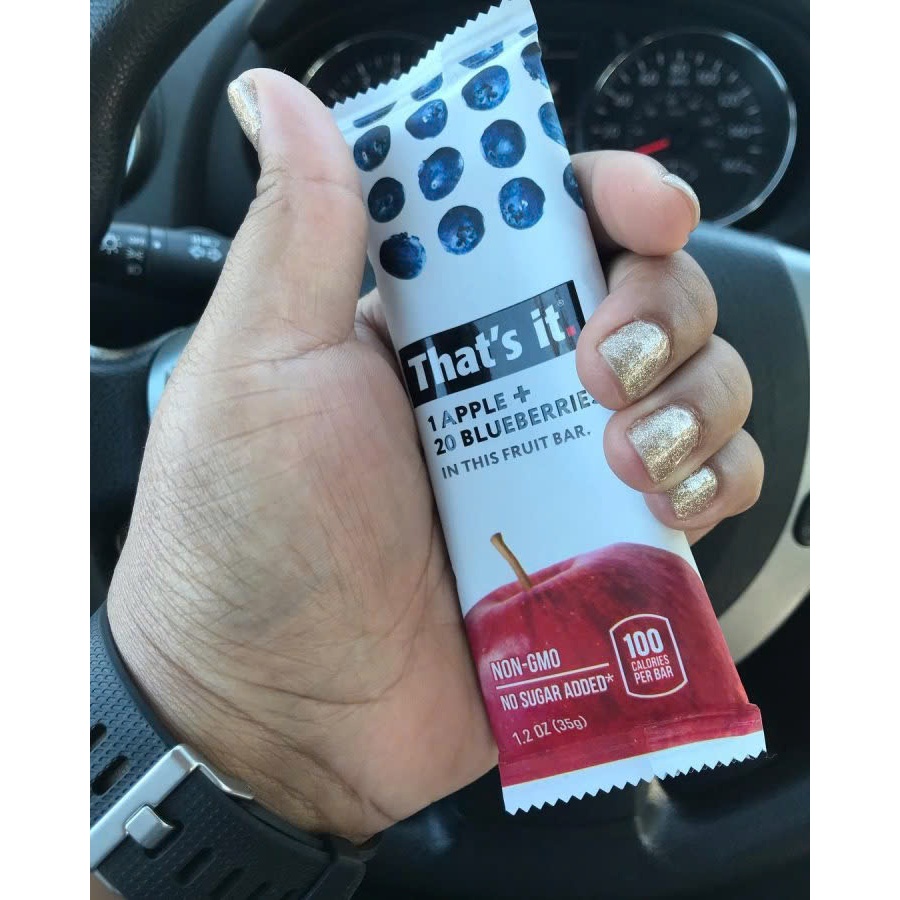 That's it.®
1 APPLE +
20 BLUEBERRIES
IN THIS FRUIT BAR.
NON-GMO
NO SUGAR ADDED*
100
CALORIES
PER BAR
1.2 OZ (35g)